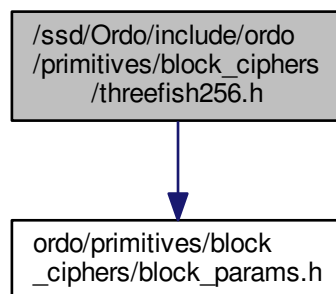 /ssd/Ordo/include/ordo
/primitives/block_ciphers
/threefish256.h
ordo/primitives/block
_ciphers/block_params.h